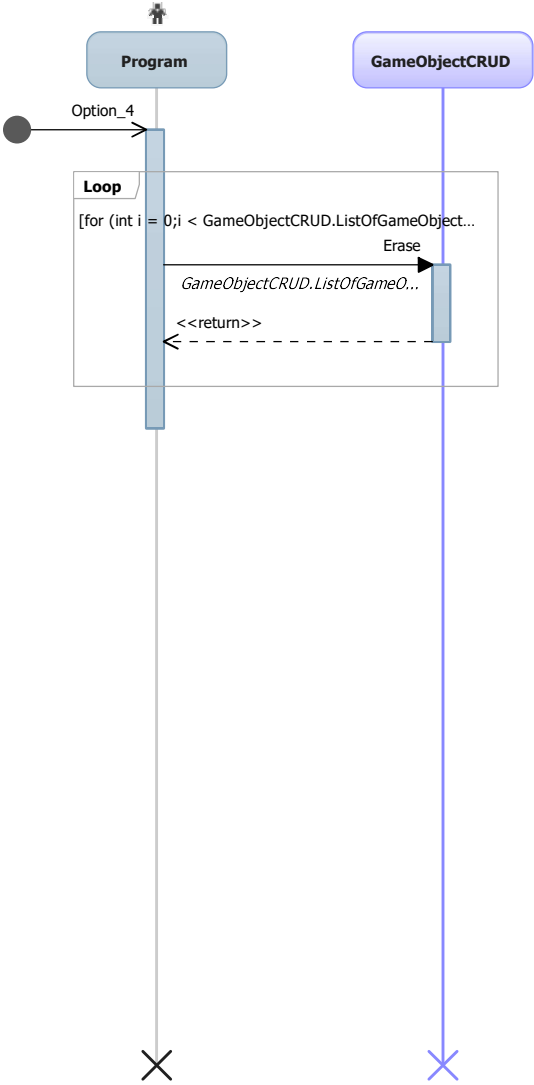 Program
GameObjectCRUD
Option_4
Loop
[for (int i = 0;i < GameObjectCRUD.ListOfGameObject...
Erase
GameObjectCRUD.ListOfGameO...
<<return>>